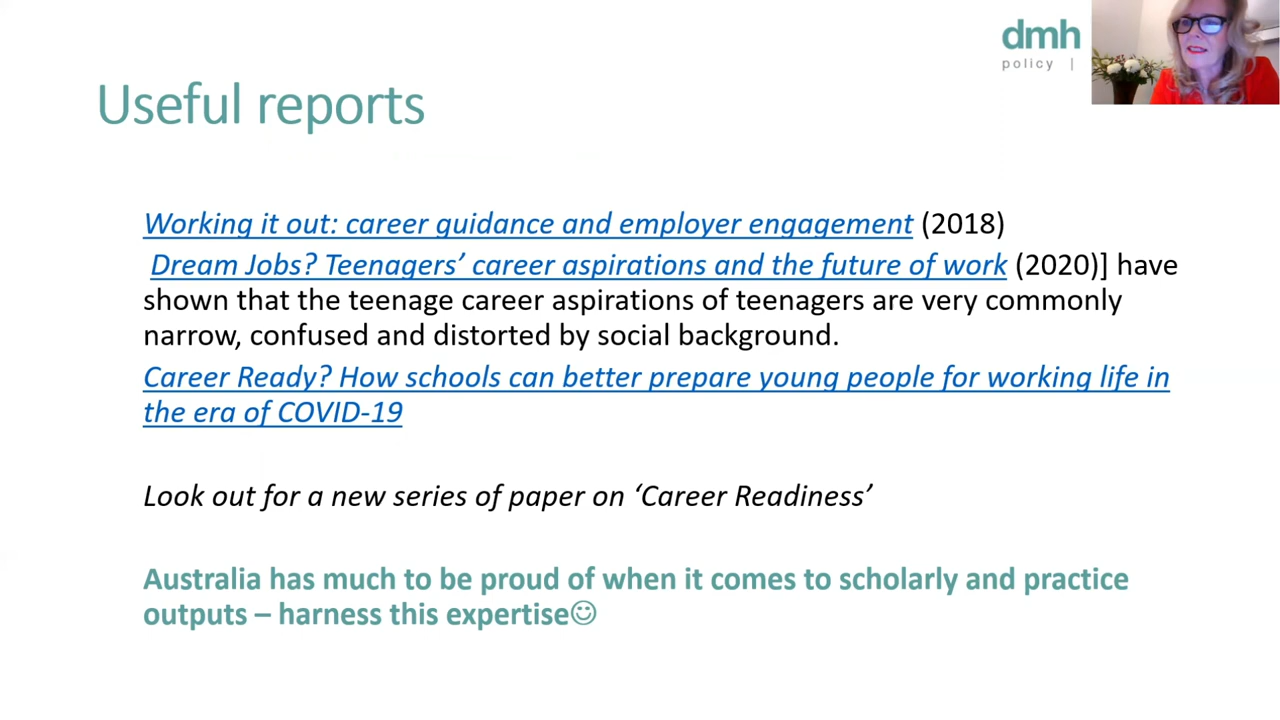 dmh
policy |
Useful reports
Working it out: career guidance and employer engagement (2018)
Dream Jobs? Teenagers’ career aspirations and the future of work (2020)] have
shown that the teenage career aspirations of teenagers are very commonly
narrow, confused and distorted by social background.
Career Ready? How schools can better prepare young people for working life in
the era of COVID-19
Look out for a new series of paper on ‘Career Readiness’
Australia has much to be proud of when it comes to scholarly and practice
outputs – harness this expertise☺